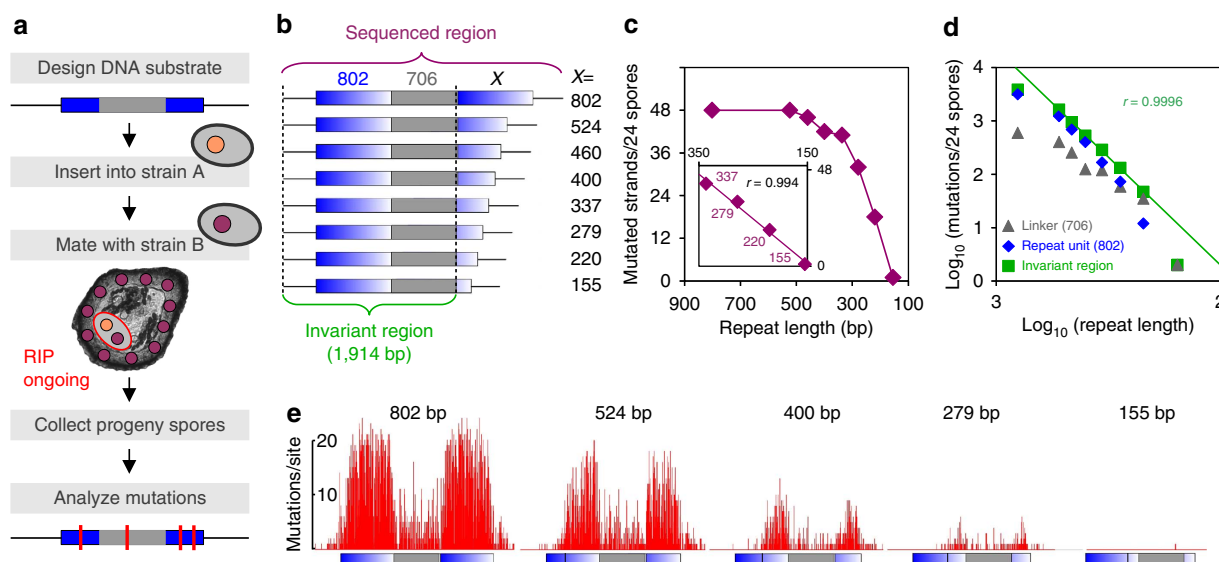 a
Design DNA substrate
Insert into strain A
Mate with strain B
RIP
ongoing
Collect progeny spores
Analyze mutations
b
Sequenced region
802 706 X X=
802
524
460
400
337
279
220
155
Invariant region
(1,914 bp)
c
Mutated strands/24 spores
60
48
36
24
12
0
900 700 500 300 100
Repeat length (bp)
350 150
48
0
r = 0.994
337
279
220
155
d
Log10 (mutations/24 spores)
4
3
2
1
0
r = 0.9996
Linker (706)
Repeat unit (802)
Invariant region
3 2
Log10 (repeat length)
e
802 bp 524 bp 400 bp 279 bp 155 bp
Mutations/site
20
10